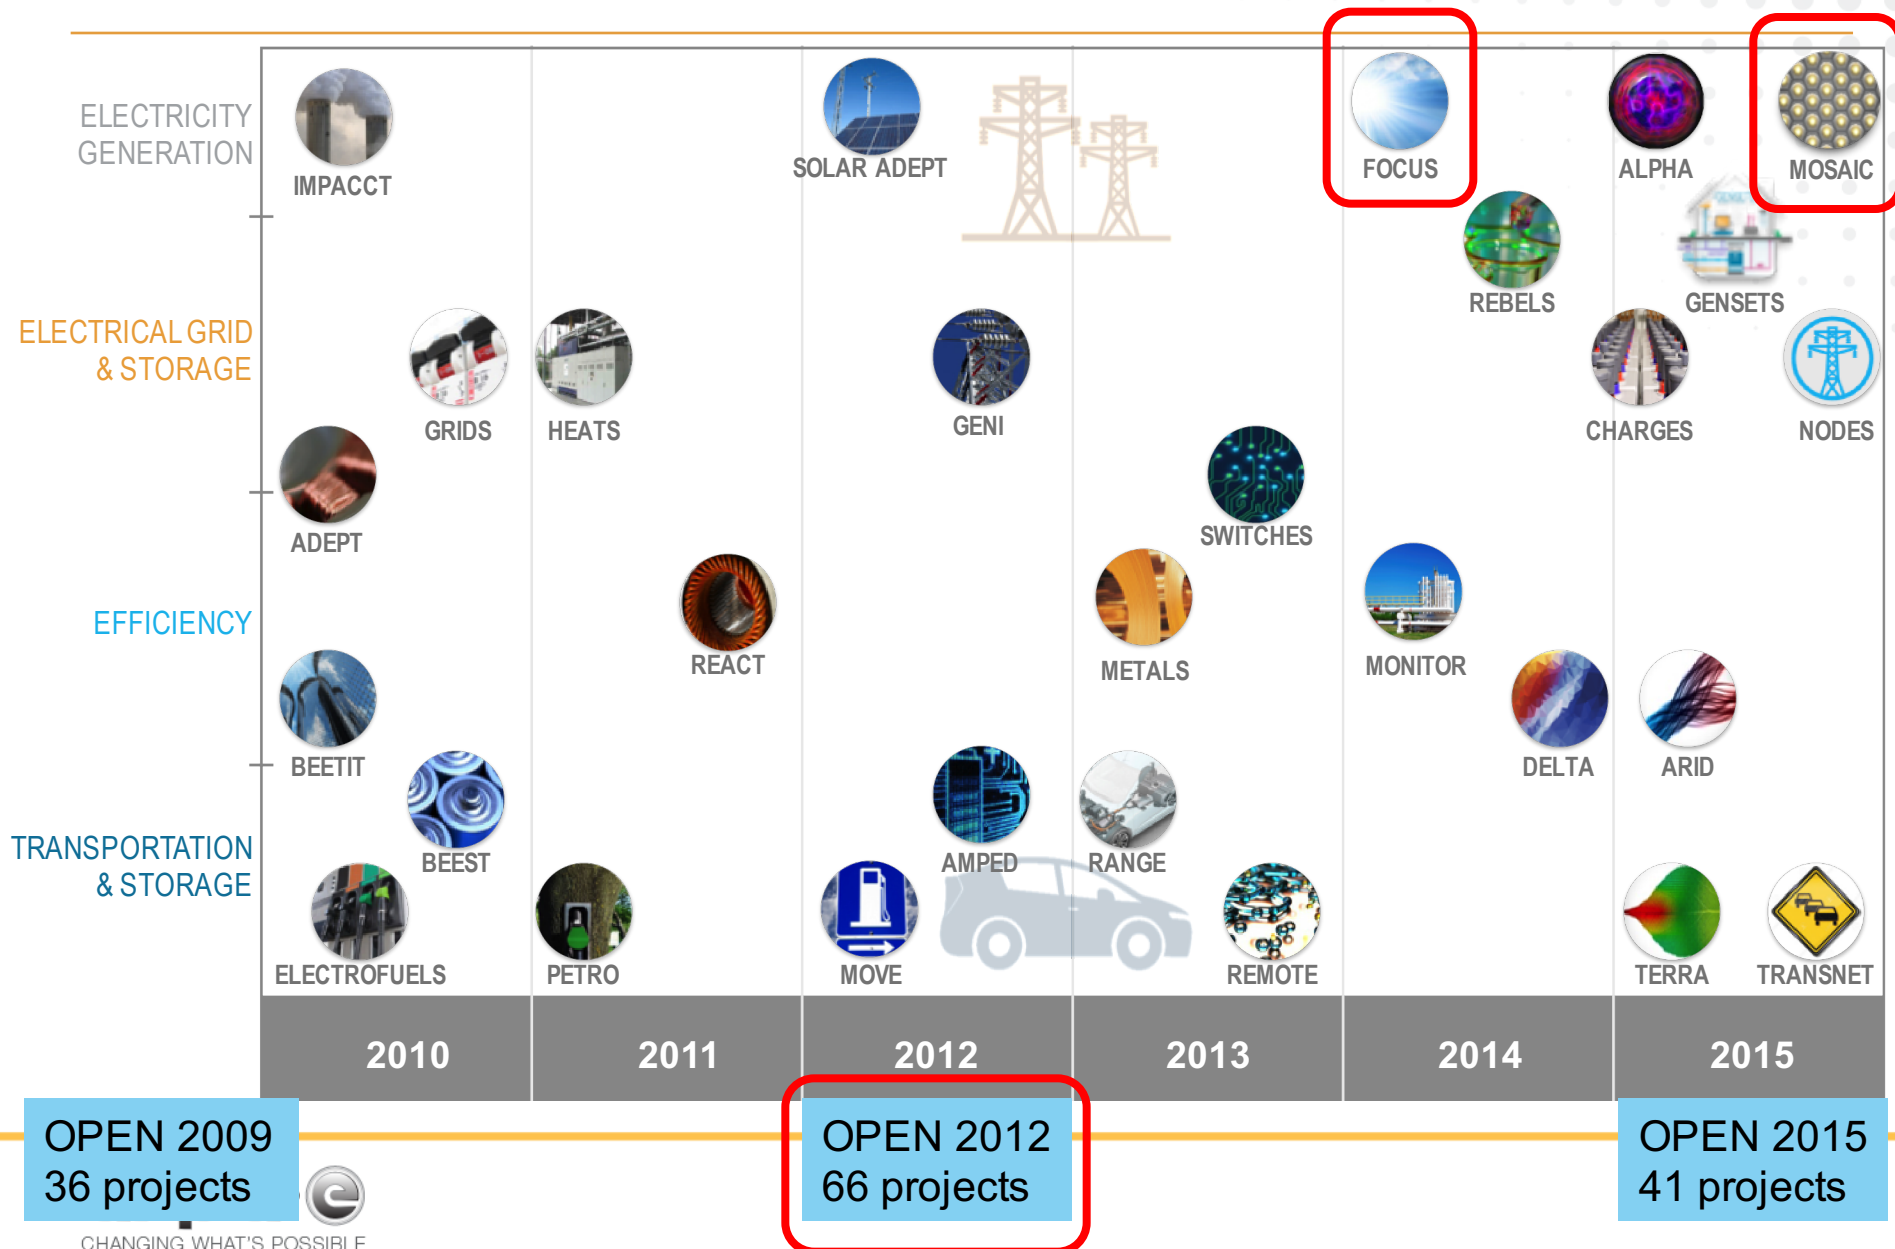 ELECTRICITY
GENERATION
IMPACCT
SOLAR ADEPT
FOCUS
ALPHA
MOSAIC
REBELS
GENSETS
ELECTRICAL GRID
& STORAGE
GRIDS
HEATS
GENI
CHARGES
NODES
ADEPT
SWITCHES
EFFICIENCY
REACT
METALS
MONITOR
BEETIT
DELTA
ARID
TRANSPORTATION
& STORAGE
BEEST
AMPED
RANGE
ELECTROFUELS
PETRO
MOVE
REMOTE
TERRA
TRANSNET
2010
2011
2012
2013
2014
2015
OPEN 2009
36 projects
OPEN 2012
66 projects
OPEN 2015
41 projects
e
CHANGING WHAT'S POSSIBLE